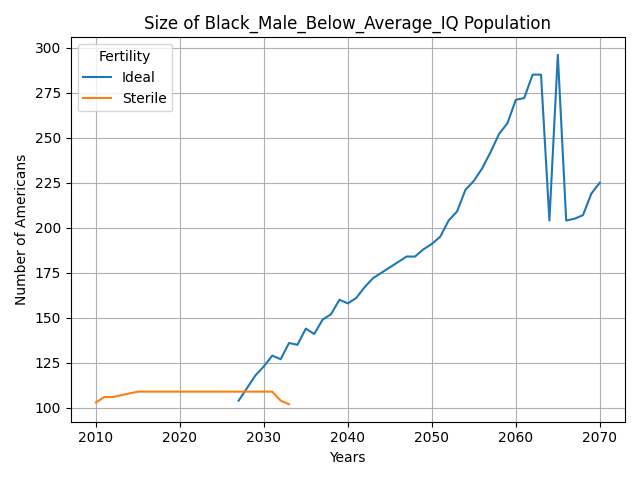 Size of Black_Male_Below_Average_IQ Population
Fertility
Ideal
Sterile
Number of Americans
300
275
250
225
200
175
150
125
100
2010 2020 2030 2040 2050 2060 2070
Years